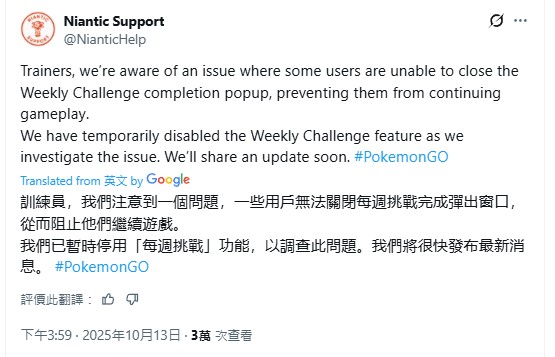 Niantic Support
@NianticHelp
Trainers, we're aware of an issue where some users are unable to close the
Weekly Challenge completion popup, preventing them from continuing
gameplay.
We have temporarily disabled the Weekly Challenge feature as we
investigate the issue. We'll share an update soon. #PokemonGO
Translated from 英文 by Google
訓練員，我們注意到一個問題，一些用戶無法關閉每週挑戰完成彈出窗口，
從而阻止他們繼續遊戲。
我們已暫時停用「每週挑戰」功能，以調查此問題。我們將很快發布最新消
息。 #PokemonGO
評價此翻譯：
下午3:59 · 2025年10月13日 · 3萬 次查看
NIANTIC
SUPPORT